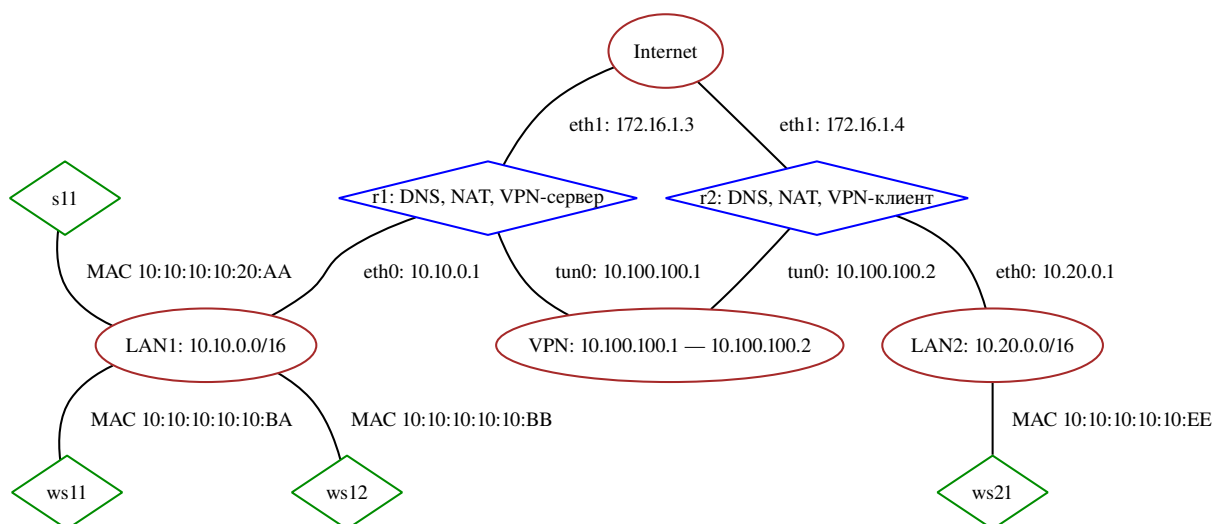 Internet
eth1: 172.16.1.3
eth1: 172.16.1.4
s11
r1: DNS, NAT, VPN-сервер
r2: DNS, NAT, VPN-клиент
MAC 10:10:10:10:20:AA
eth0: 10.10.0.1
tun0: 10.100.100.1
tun0: 10.100.100.2
eth0: 10.20.0.1
LAN1: 10.10.0.0/16
VPN: 10.100.100.1 — 10.100.100.2
LAN2: 10.20.0.0/16
MAC 10:10:10:10:10:BA
MAC 10:10:10:10:10:BB
MAC 10:10:10:10:10:EE
ws11
ws12
ws21